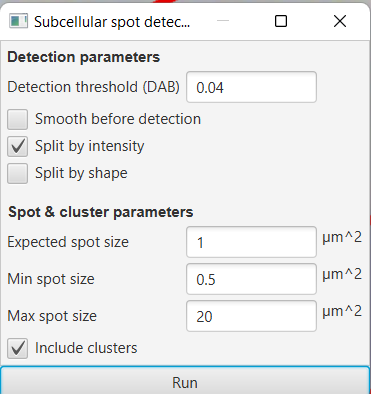 Subcellular spot detec...
Detection parameters
Detection threshold (DAB) 0.04
Smooth before detection
Split by intensity
Split by shape
Spot & cluster parameters
Expected spot size 1 µm^2
Min spot size 0.5 µm^2
Max spot size 20 µm^2
Include clusters
Run